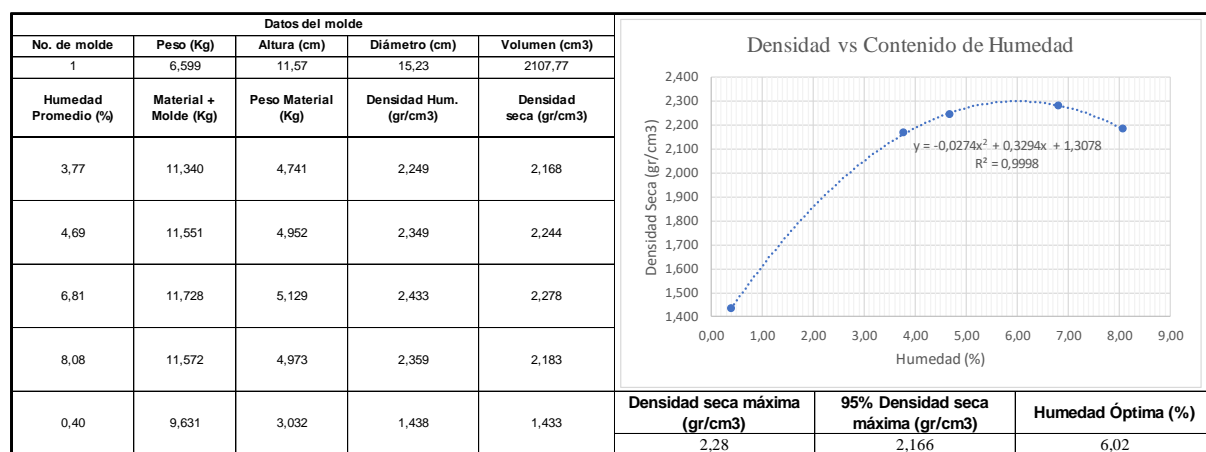 Datos del molde
No. de molde Peso (Kg) Altura (cm) Diámetro (cm) Volumen (cm3)
1 6,599 11,57 15,23 2107,77
Humedad Promedio (%) Material + Molde (Kg) Peso Material (Kg) Densidad Hum. (gr/cm3) Densidad seca (gr/cm3)
3,77 11,340 4,741 2,249 2,168
4,69 11,551 4,952 2,349 2,244
6,81 11,728 5,129 2,433 2,278
8,08 11,572 4,973 2,359 2,183
0,40 9,631 3,032 1,438 1,433
Densidad vs Contenido de Humedad
Densidad Seca (gr/cm3)
2,400
2,300
2,200
2,100
2,000
1,900
1,800
1,700
1,600
1,500
1,400
y = -0,0274x² + 0,3294x + 1,3078
R² = 0,9998
0,00 1,00 2,00 3,00 4,00 5,00 6,00 7,00 8,00 9,00
Humedad (%)
Densidad seca máxima (gr/cm3) 95% Densidad seca máxima (gr/cm3) Humedad Óptima (%)
2,28 2,166 6,02